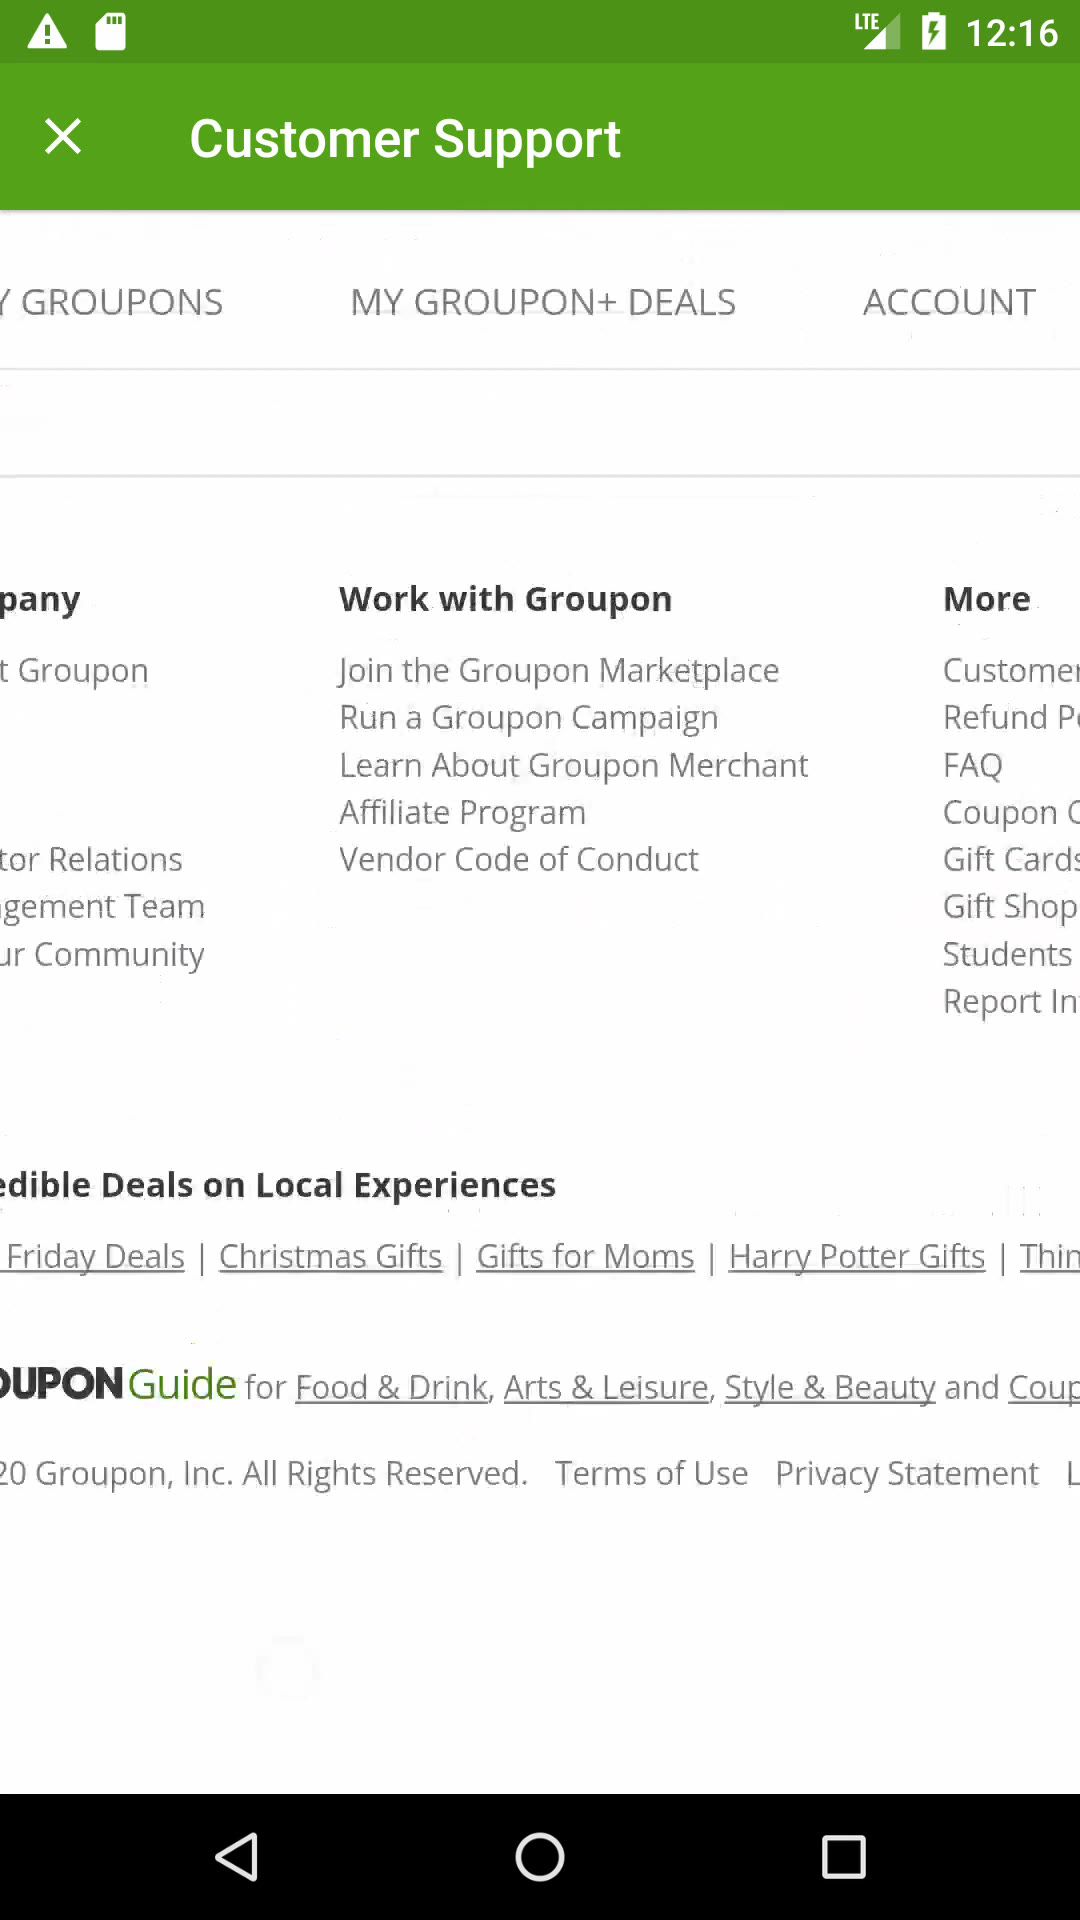 LTE 12:16
Customer Support
Y GROUPONS MY GROUPON+ DEALS ACCOUNT
pany Work with Groupon More
t Groupon Join the Groupon Marketplace Customer
Run a Groupon Campaign Refund Po
Learn About Groupon Merchant FAQ
Affiliate Program Coupon
tor Relations Vendor Code of Conduct Gift Cards
gement Team Gift Shop
ur Community Students
Report In
edible Deals on Local Experiences
Friday Deals | Christmas Gifts | Gifts for Moms | Harry Potter Gifts | Thin
OUPON Guide for Food & Drink, Arts & Leisure, Style & Beauty and Coup
20 Groupon, Inc. All Rights Reserved. Terms of Use Privacy Statement L